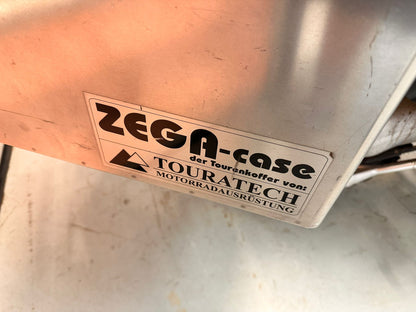 ZEGA-case
der Tourenkoffer von:
TOURATECH
MOTORRADAUSRÜSTUNG